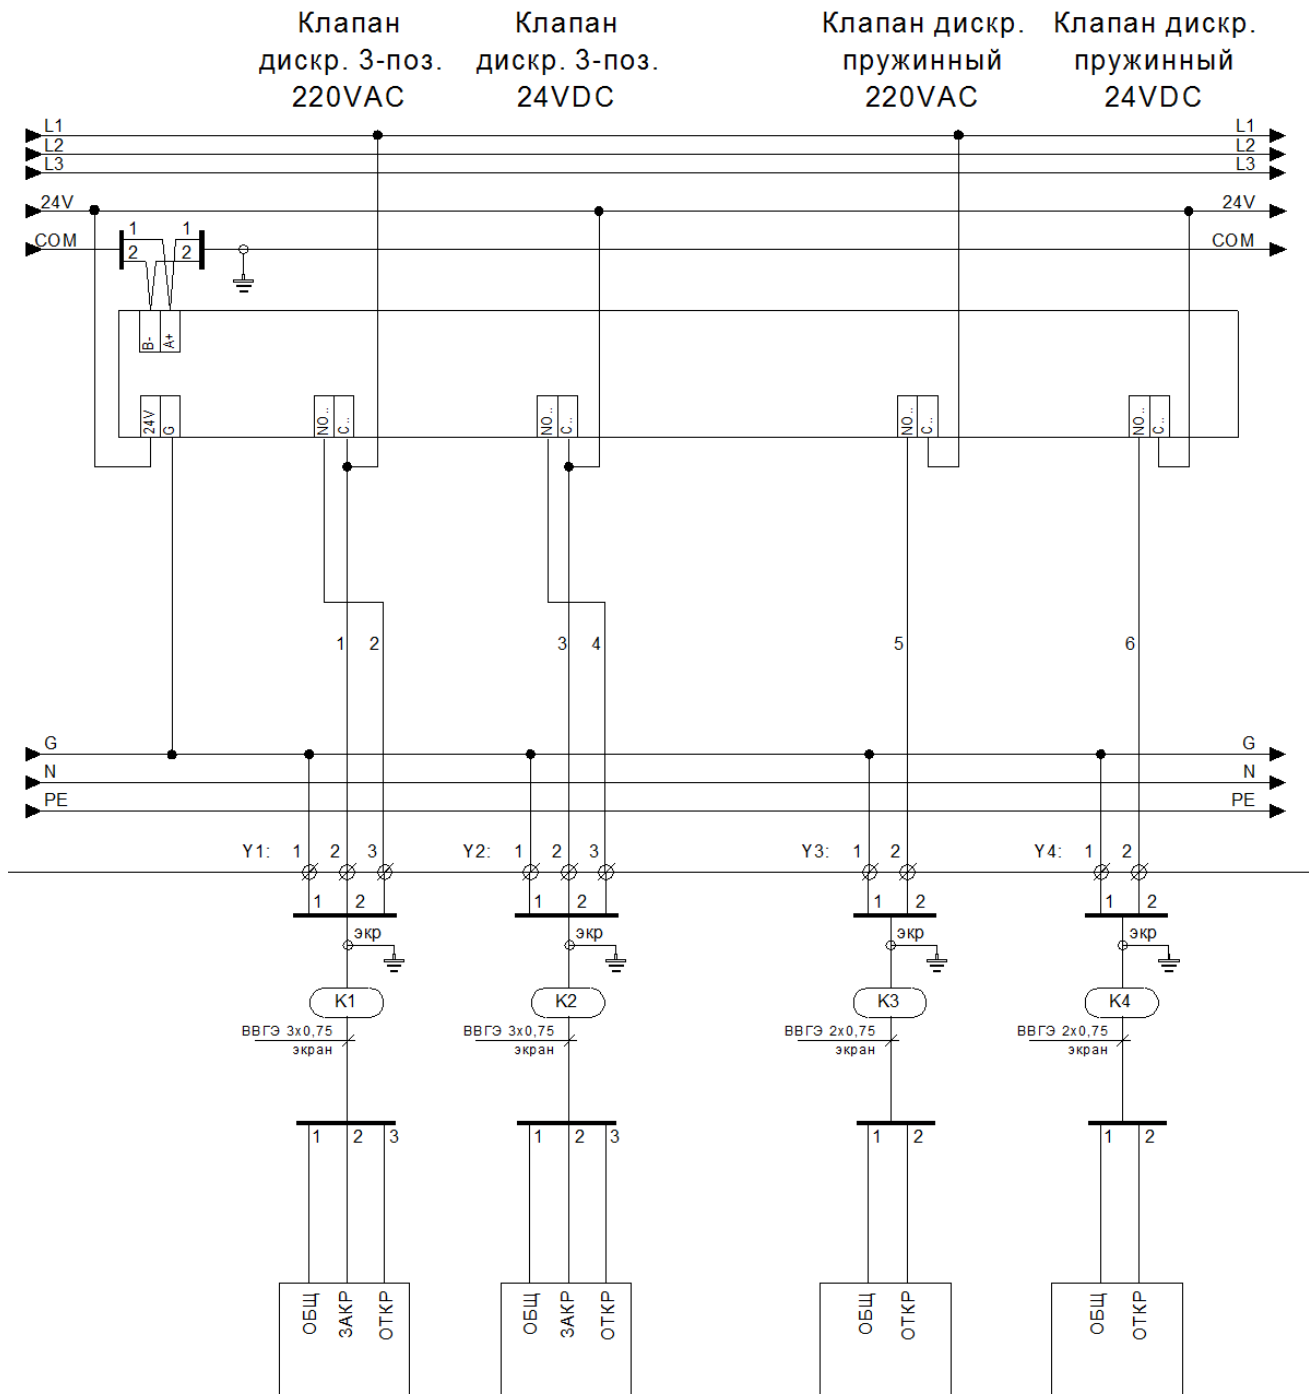 Клапан
дискр. 3-поз.
220VAC
Клапан
дискр. 3-поз.
24VDC
Клапан дискр.
пружинный
220VAC
Клапан дискр.
пружинный
24VDC
L1 L1
L2 L2
L3 L3
24V 24V
COM 1 1 COM
2 2
B- A+
24V G NO.. C.. NO.. C.. NO.. C.. NO.. C..
1 2 3 4 5 6
G G
N N
PE PE
Y1: 1 2 3 Y2: 1 2 3 Y3: 1 2 Y4: 1 2
1 2 1 2 1 2 1 2
экр экр экр экр
K1 K2 K3 K4
ВВГЭ 3х0,75 ВВГЭ 3х0,75 ВВГЭ 2х0,75 ВВГЭ 2х0,75
экран экран экран экран
1 2 3 1 2 3 1 2 1 2
ОБЩ ЗАКР ОТКР ОБЩ ЗАКР ОТКР ОБЩ ОТКР ОБЩ ОТКР